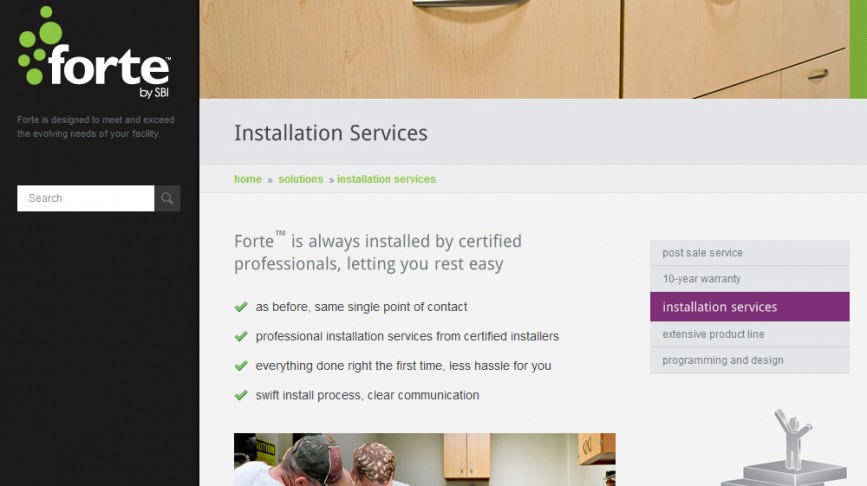 forte™
by SBI
Forte is designed to meet and exceed
the evolving needs of your facility.
Search
Installation Services
home » solutions » installation services
Forte™ is always installed by certified
professionals, letting you rest easy
as before, same single point of contact
professional installation services from certified installers
everything done right the first time, less hassle for you
swift install process, clear communication
post sale service
10-year warranty
installation services
extensive product line
programming and design
CAUTION